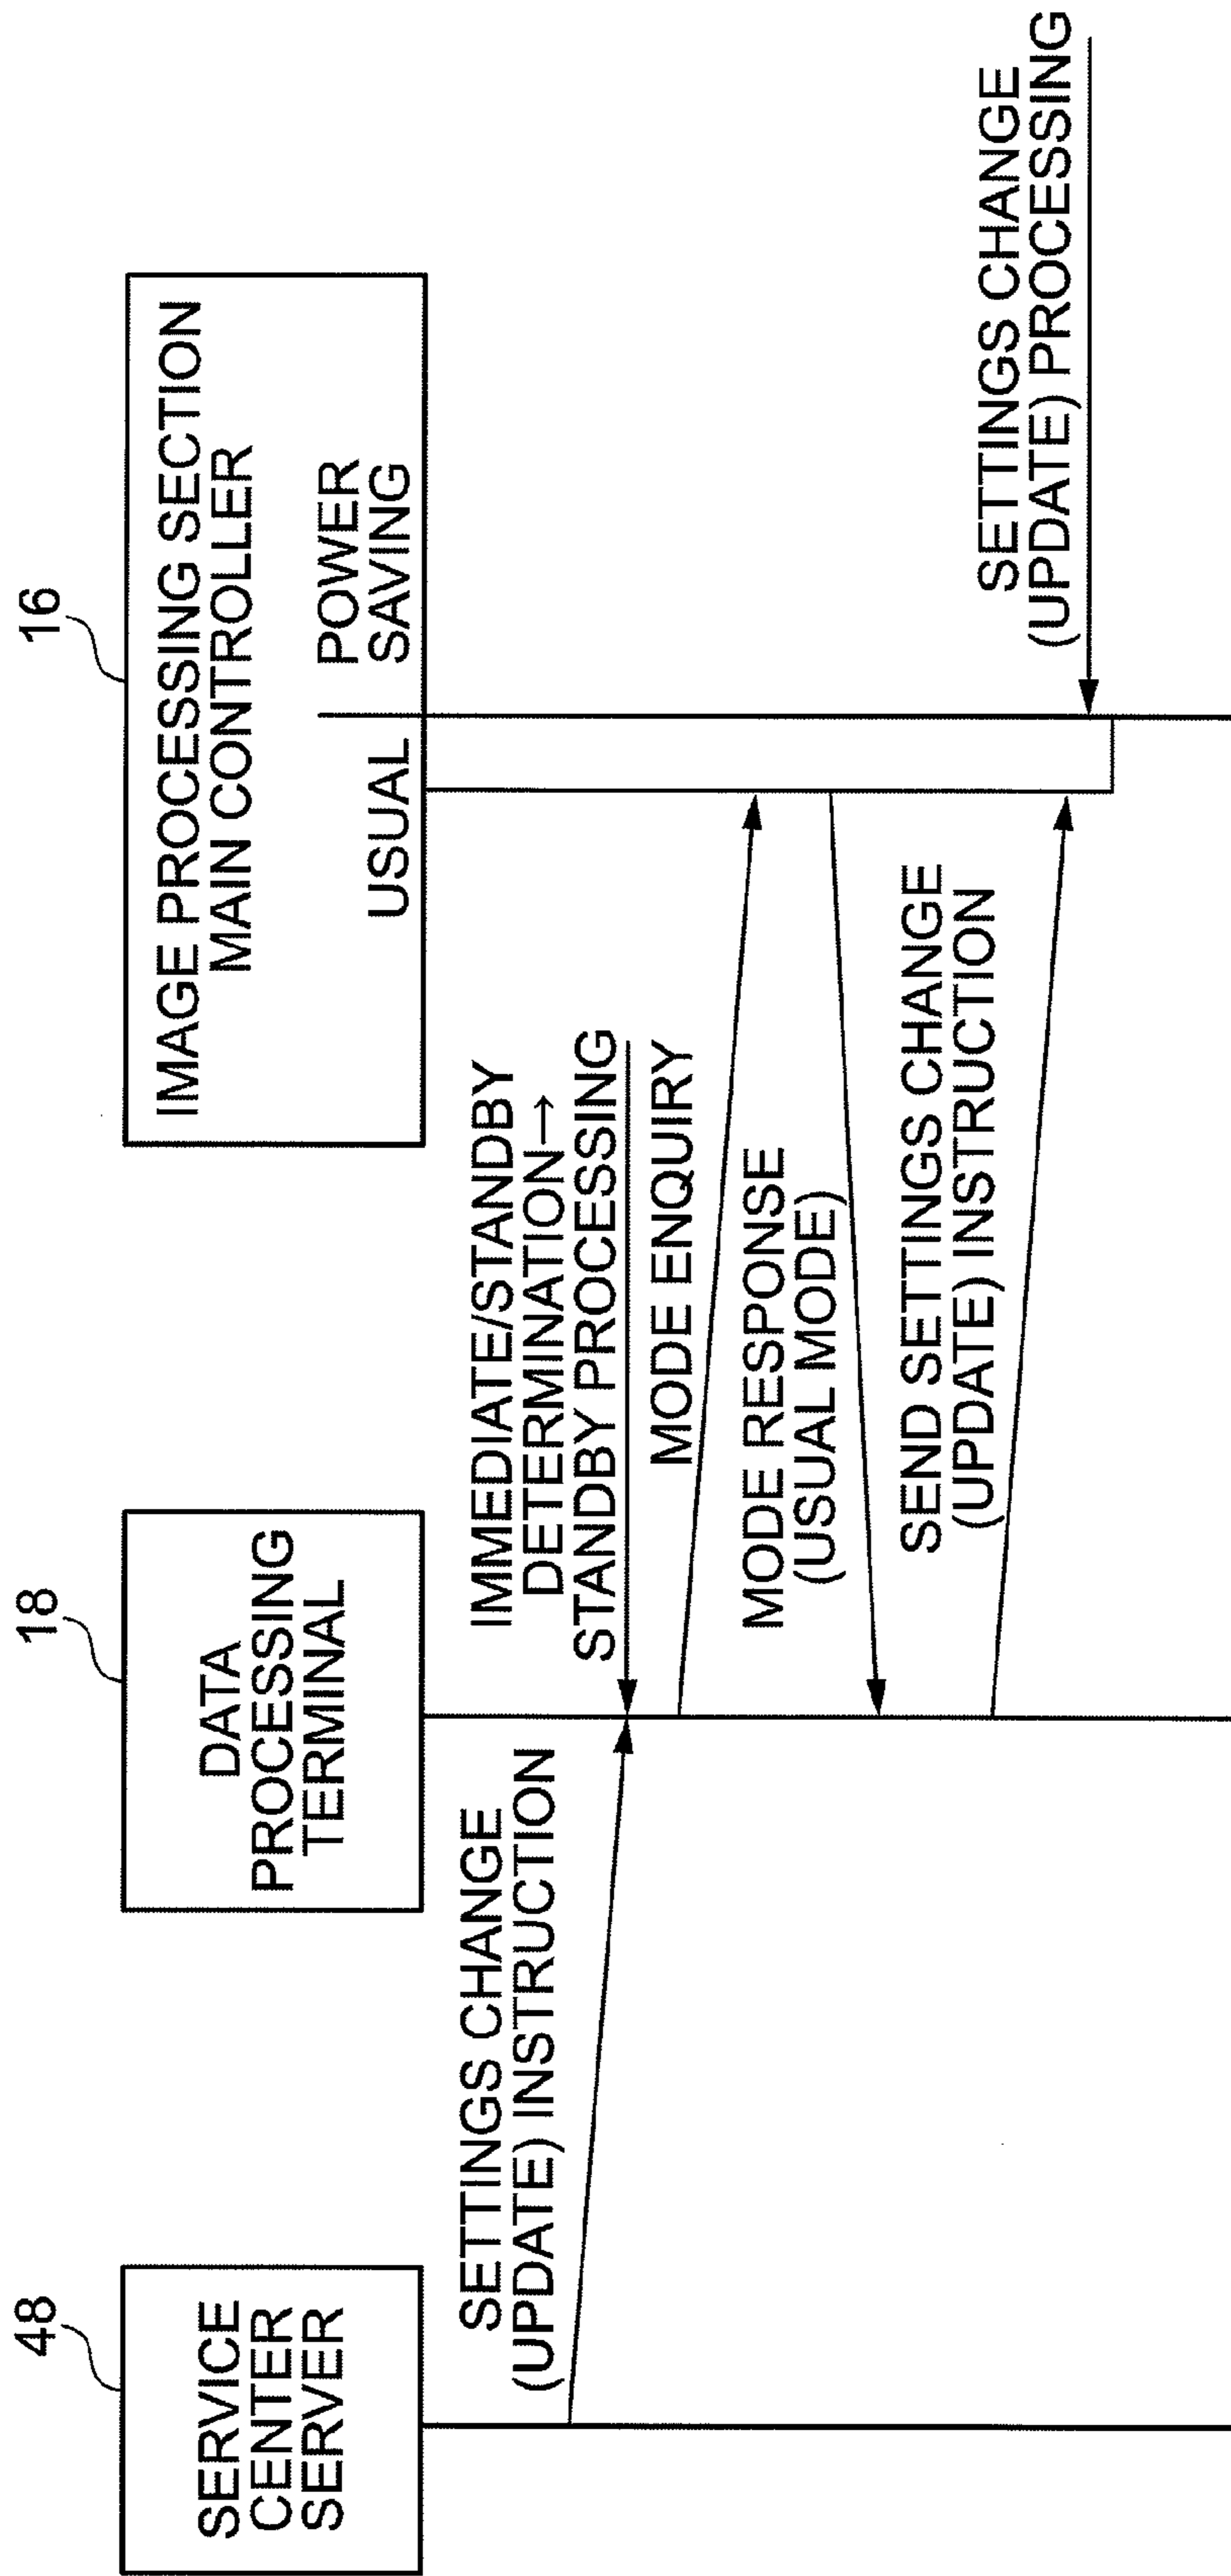 48
SERVICE
CENTER
SERVER
18
DATA
PROCESSING
TERMINAL
16
IMAGE PROCESSING SECTION
MAIN CONTROLLER
USUAL
POWER
SAVING
SETTINGS CHANGE
(UPDATE) INSTRUCTION
IMMEDIATE/STANDBY
DETERMINATION→
STANDBY PROCESSING
MODE ENQUIRY
MODE RESPONSE
(USUAL MODE)
SEND SETTINGS CHANGE
(UPDATE) INSTRUCTION
SETTINGS CHANGE
(UPDATE) PROCESSING